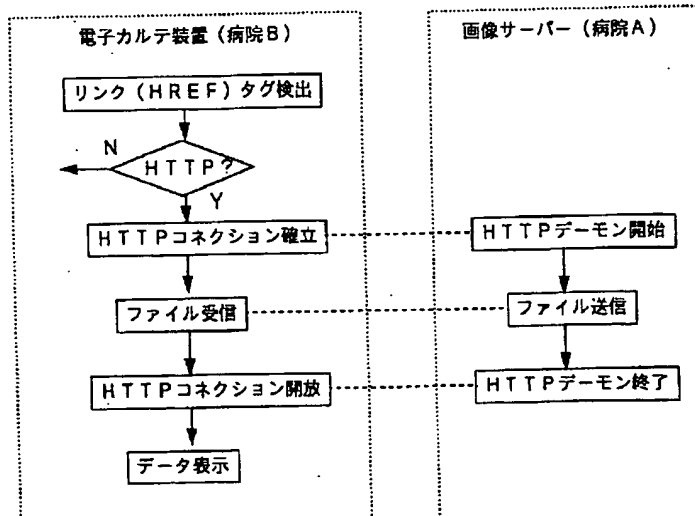 電子カルテ装置（病院B）
リンク（HREF）タグ検出
HTTP?
N
Y
HTTPコネクション確立
ファイル受信
HTTPコネクション開放
データ表示
画像サーバー（病院A）
HTTPデーモン開始
ファイル送信
HTTPデーモン終了